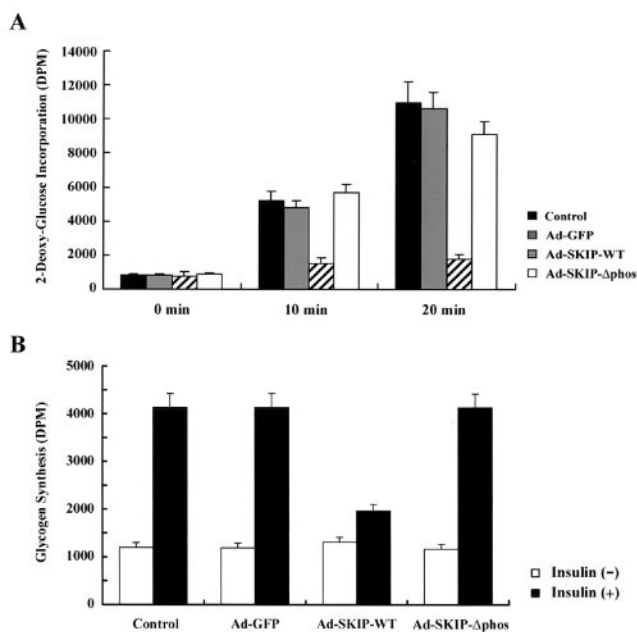 A
2-Deoxy-Glucose Incorporation (DPM)
14000
12000
10000
8000
6000
4000
2000
0
0 min
10 min
20 min
Control
Ad-GFP
Ad-SKIP-WT
Ad-SKIP-Δphos
B
Glycogen Synthesis (DPM)
5000
4000
3000
2000
1000
0
Control
Ad-GFP
Ad-SKIP-WT
Ad-SKIP-Δphos
Insulin (−)
Insulin (+)